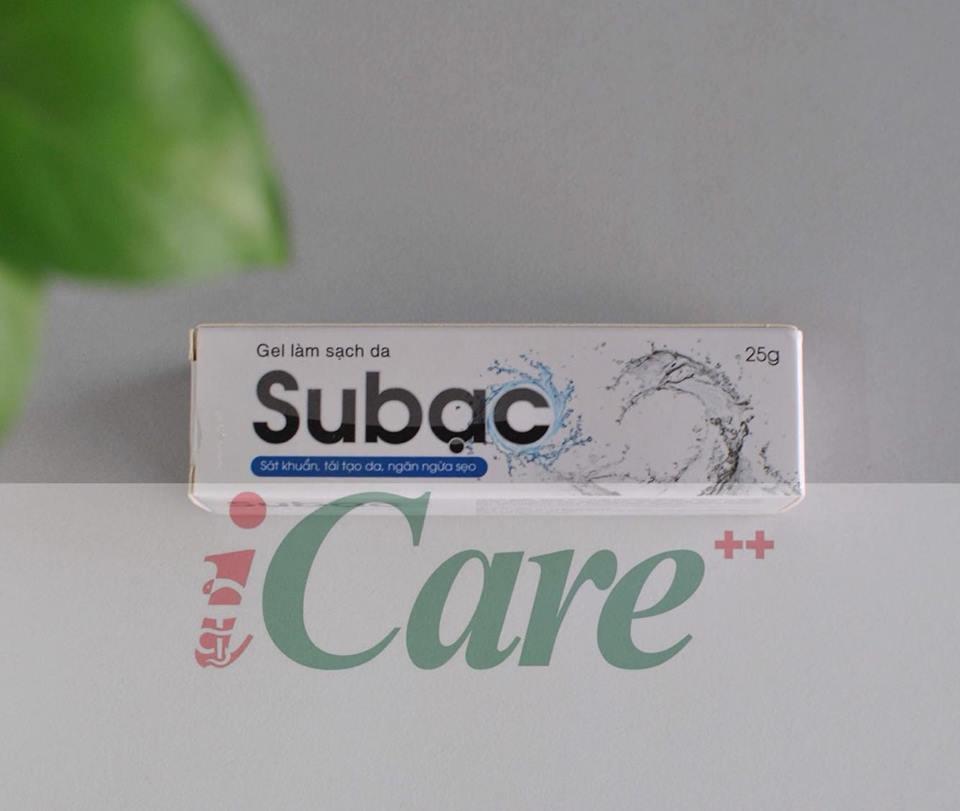 Gel làm sạch da
25g
Subạc
Sát khuẩn, tái tạo da, ngăn ngừa sẹo
iCare++